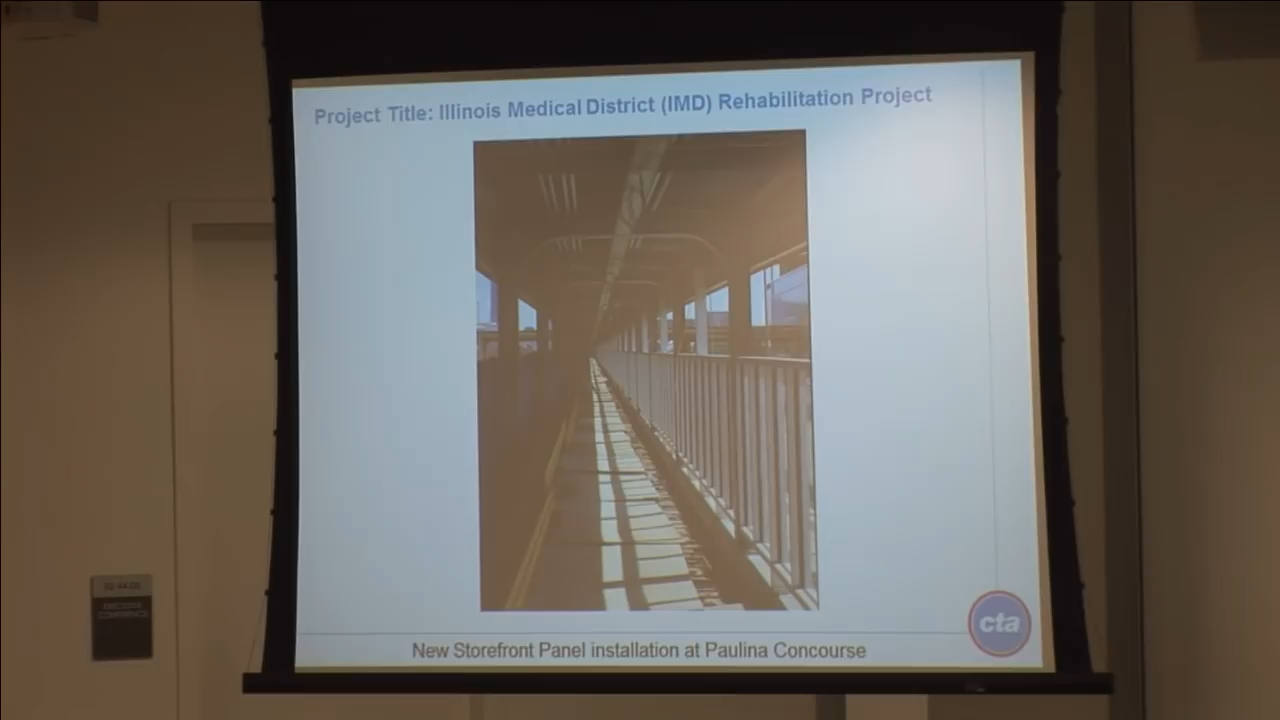 Project Title: Illinois Medical District (IMD) Rehabilitation Project
cta
New Storefront Panel installation at Paulina Concourse